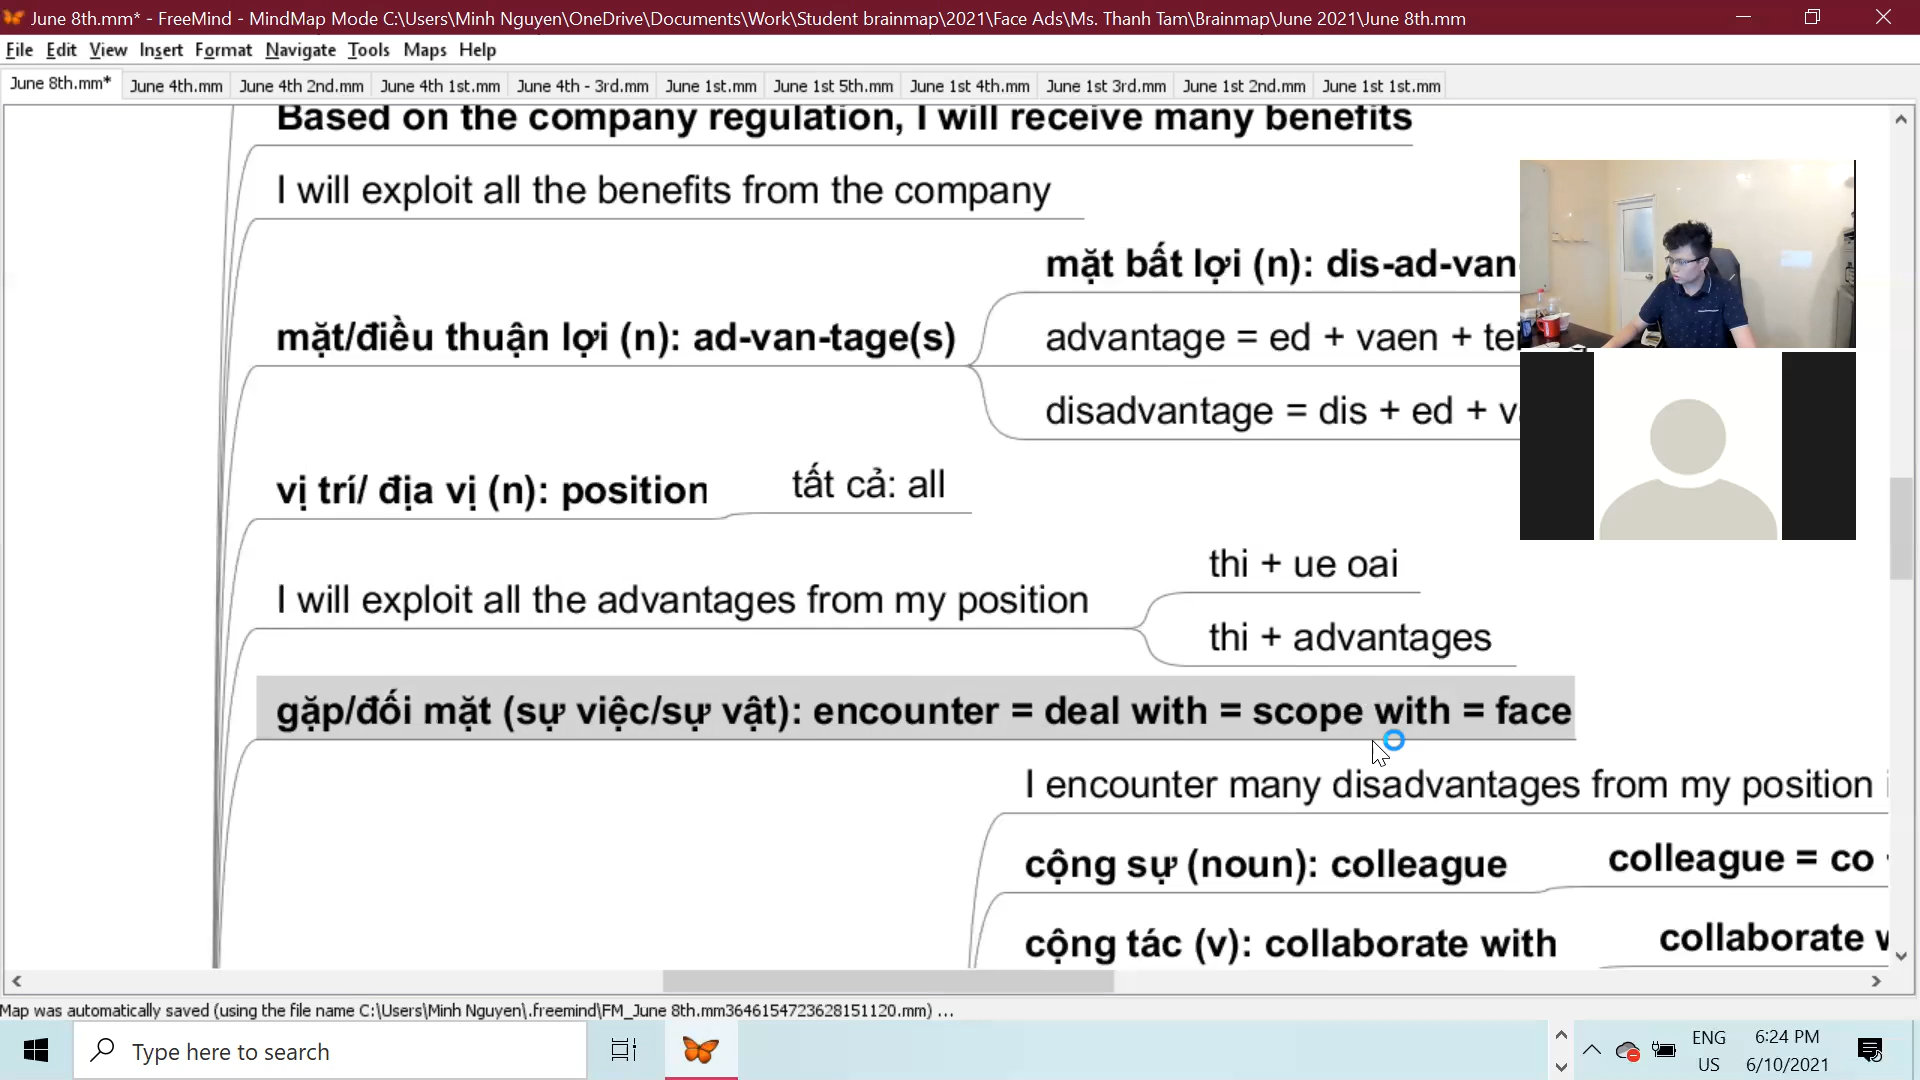 June 8th.mm* - FreeMind - MindMap Mode C:\Users\Minh Nguyen\OneDrive\Documents\Work\Student brainmap\2021\Face Ads\Ms. Thanh Tam\Brainmap\June 2021\June 8th.mm
File Edit View Insert Format Navigate Tools Maps Help
June 8th.mm* June 4th.mm June 4th 2nd.mm June 4th 1st.mm June 4th - 3rd.mm June 1st.mm June 1st 5th.mm June 1st 4th.mm June 1st 3rd.mm June 1st 2nd.mm June 1st 1st.mm
Based on the company regulation, I will receive many benefits
I will exploit all the benefits from the company
mặt bất lợi (n): dis-ad-van
mặt/điều thuận lợi (n): ad-van-tage(s)
advantage = ed + vaen +
disadvantage = dis + ed +
vị trí/ địa vị (n): position
tất cả: all
thi + ue oai
I will exploit all the advantages from my position
thi + advantages
gặp/đối mặt (sự việc/sự vật): encounter = deal with = scope with = face
I encounter many disadvantages from my position
cộng sự (noun): colleague
colleague = co
cộng tác (v): collaborate with
collaborate
Map was automatically saved (using the file name C:\Users\Minh Nguyen\.freemind\FM_June 8th.mm3646154723628151120.mm) ...
Type here to search
ENG
US
6:24 PM
6/10/2021